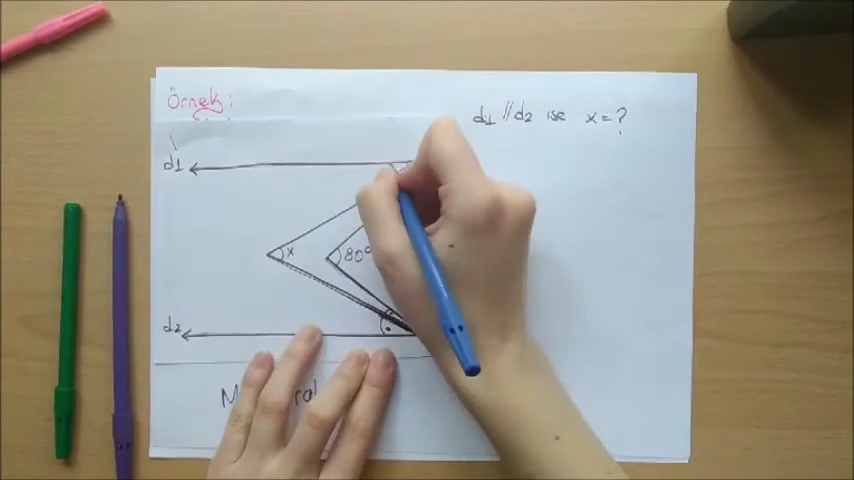 Örnek:
d1 // d2 ise x = ?
d1
x
80°
d2